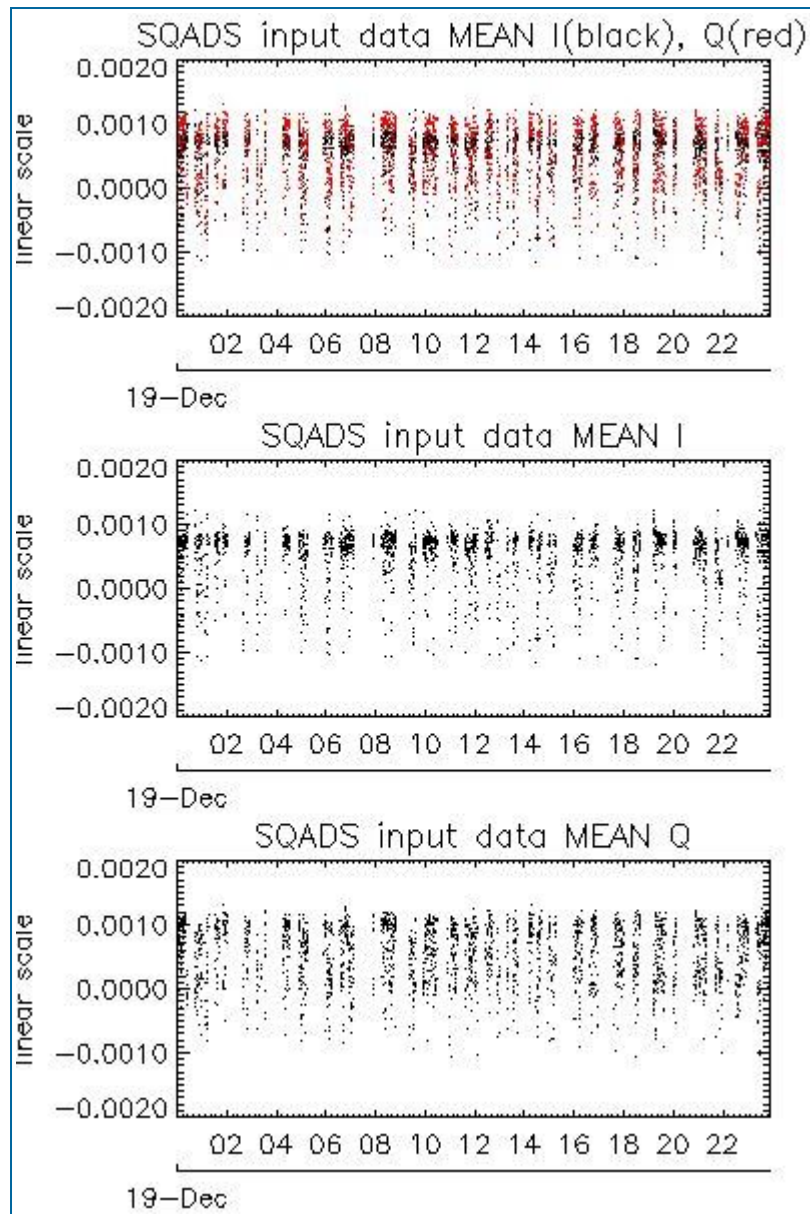 SQADS input data MEAN I(black), Q(red)
linear scale
0.0020
0.0010
0.0000
-0.0010
-0.0020
02 04 06 08 10 12 14 16 18 20 22
19-Dec
SQADS input data MEAN I
linear scale
0.0020
0.0010
0.0000
-0.0010
-0.0020
02 04 06 08 10 12 14 16 18 20 22
19-Dec
SQADS input data MEAN Q
linear scale
0.0020
0.0010
0.0000
-0.0010
-0.0020
02 04 06 08 10 12 14 16 18 20 22
19-Dec